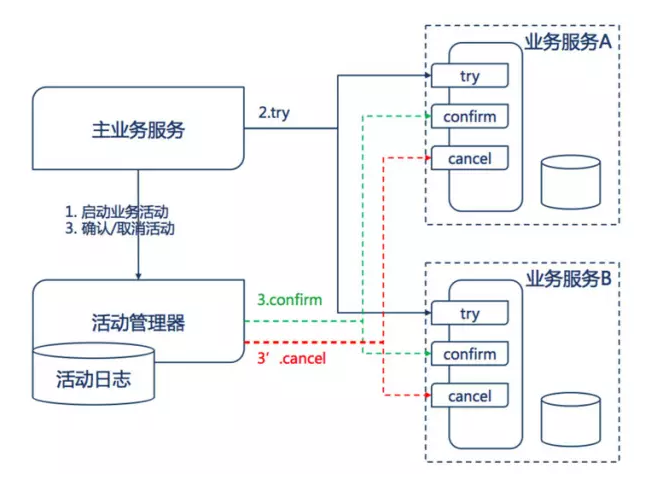 业务服务A
try
confirm
cancel
主业务服务
2.try
1. 启动业务活动
3. 确认/取消活动
活动管理器
活动日志
3.confirm
3’.cancel
业务服务B
try
confirm
cancel